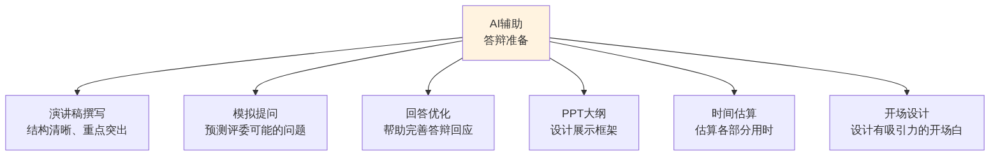 AI辅助
答辩准备
演讲稿撰写
结构清晰、重点突出
模拟提问
预测评委可能的问题
回答优化
帮助完善答辩回应
PPT大纲
设计展示框架
时间估算
估算各部分用时
开场设计
设计有吸引力的开场白